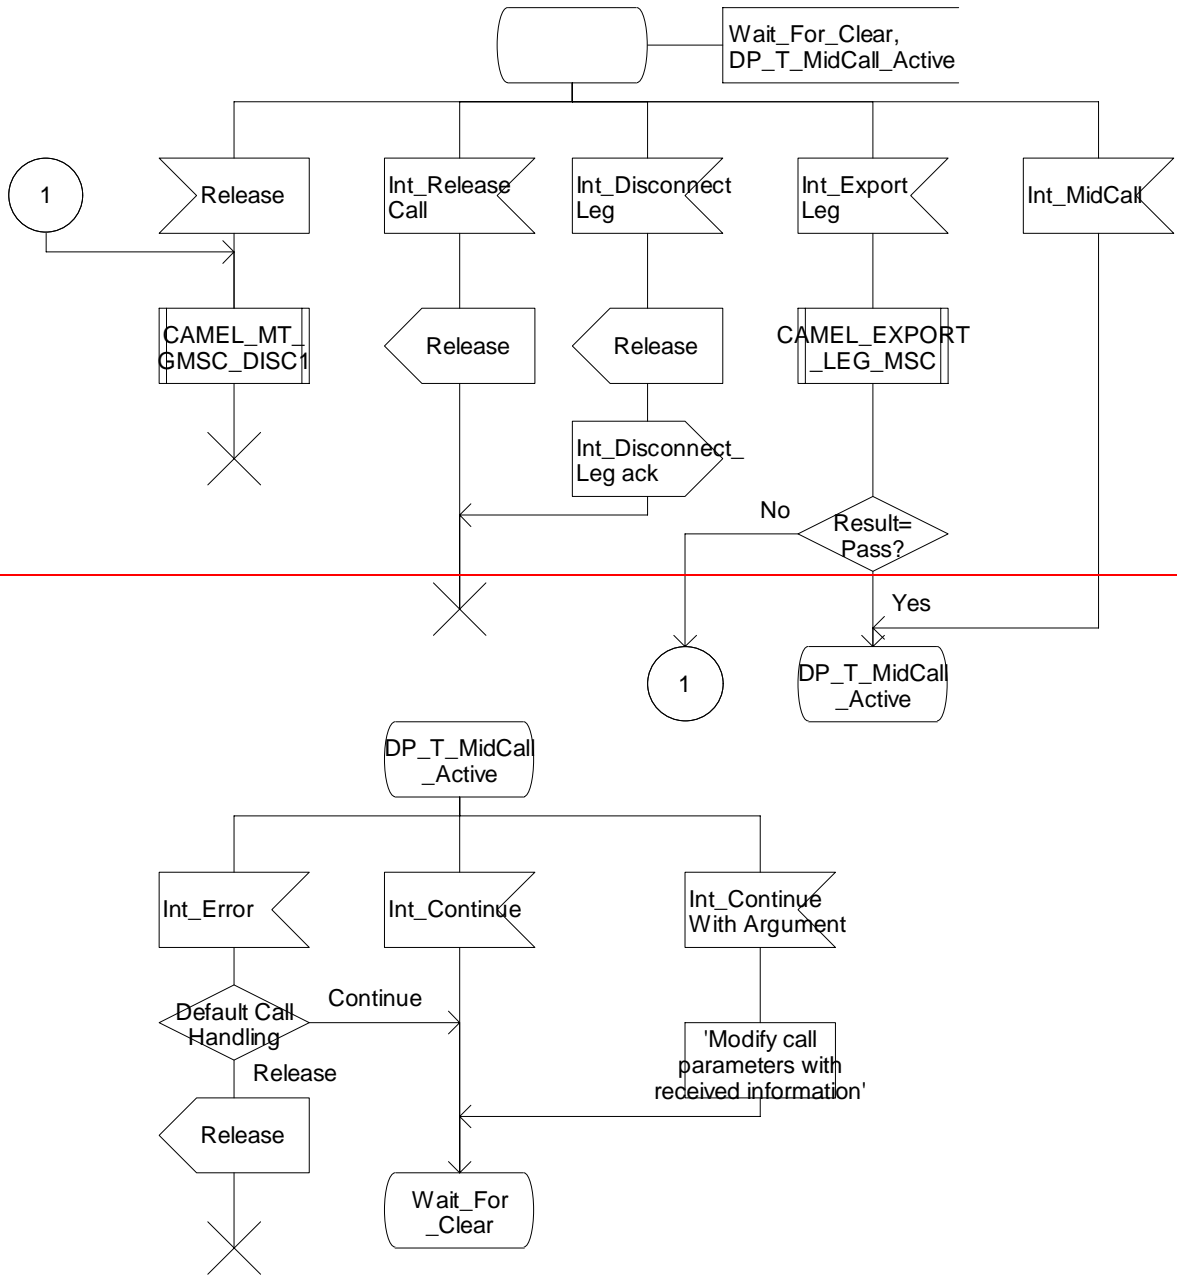 Wait_For_Clear,
DP_T_MidCall_Active
1
Release
Int_Release
Call
Int_Disconnect
Leg
Int_Export
Leg
Int_MidCall
CAMEL_MT_
GMSC_DISC1
Release
Release
CAMEL_EXPORT
_LEG_MSC
Int_Disconnect_
Leg ack
No
Result=
Pass?
Yes
1
DP_T_MidCall
_Active
DP_T_MidCall
_Active
Int_Error
Int_Continue
Int_Continue
With Argument
Default Call
Handling
Continue
Release
'Modify call
parameters with
received information'
Release
Wait_For
_Clear